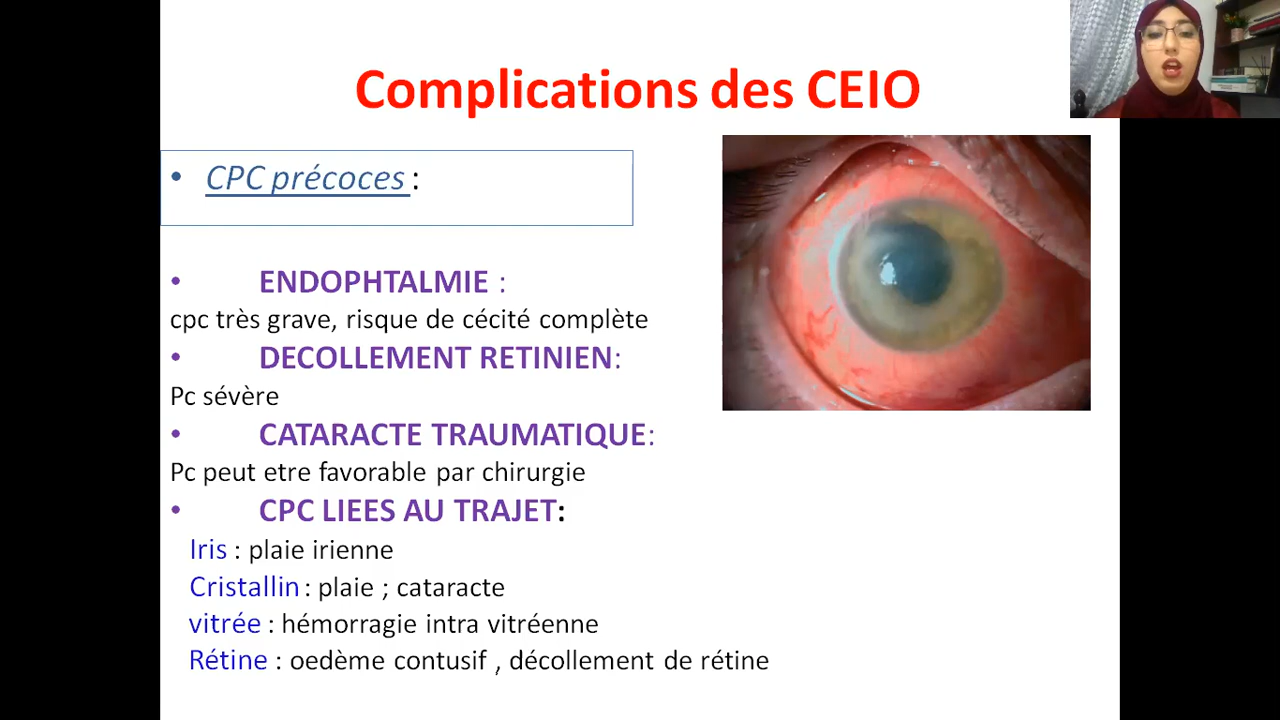 Complications des CEIO
• CPC précoces :
• ENDOPHTALMIE :
cpc très grave, risque de cécité complète
• DECOLLEMENT RETINIEN:
Pc sévère
• CATARACTE TRAUMATIQUE:
Pc peut etre favorable par chirurgie
• CPC LIEES AU TRAJET:
Iris : plaie irienne
Cristallin : plaie ; cataracte
vitrée : hémorragie intra vitréenne
Rétine : oedème contusif , décollement de rétine